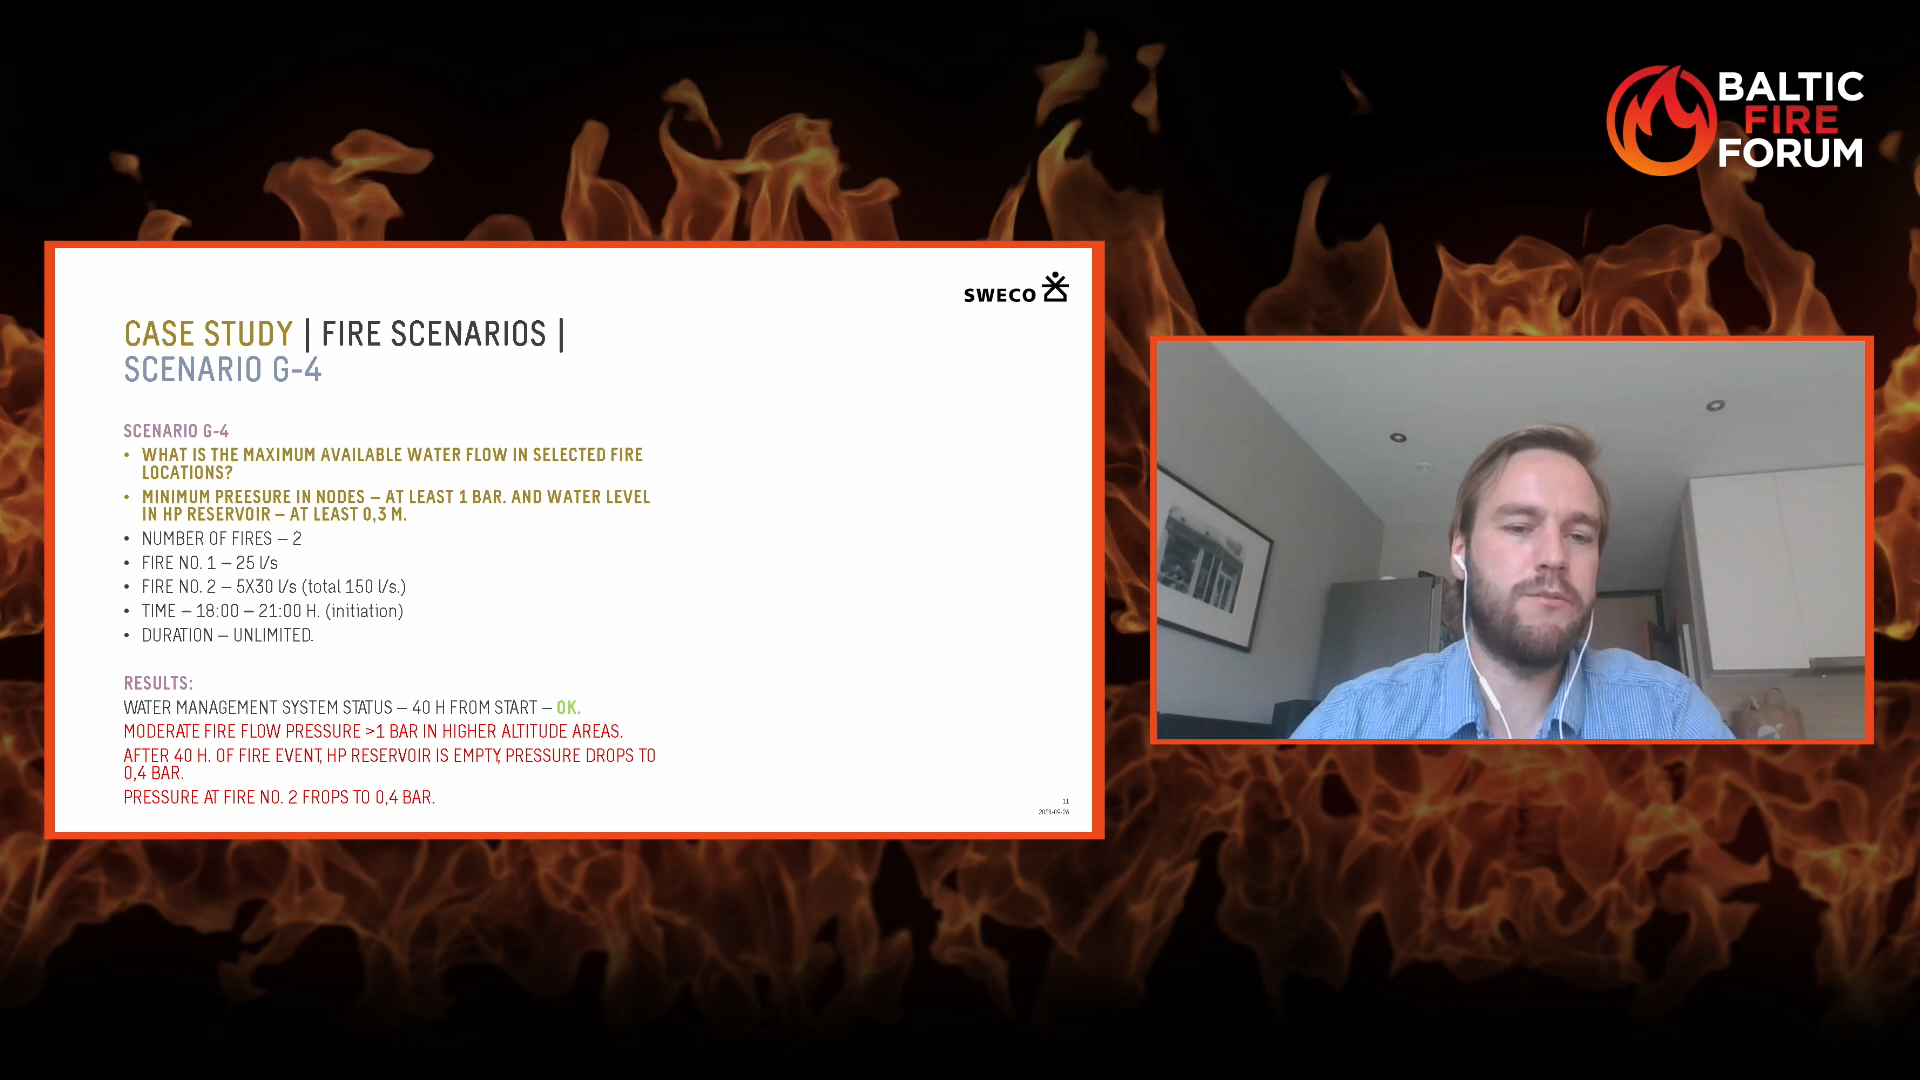 BALTIC
FIRE
FORUM
SWECO
CASE STUDY | FIRE SCENARIOS |
SCENARIO G-4
SCENARIO G-4
• WHAT IS THE MAXIMUM AVAILABLE WATER FLOW IN SELECTED FIRE
LOCATIONS?
• MINIMUM PREESURE IN NODES – AT LEAST 1 BAR. AND WATER LEVEL
IN HP RESERVOIR – AT LEAST 0,3 M.
• NUMBER OF FIRES – 2
• FIRE NO. 1 – 25 l/s
• FIRE NO. 2 – 5X30 l/s (total 150 l/s.)
• TIME – 18:00 – 21:00 H. (initiation)
• DURATION – UNLIMITED.
RESULTS:
WATER MANAGEMENT SYSTEM STATUS – 40 H FROM START – OK.
MODERATE FIRE FLOW PRESSURE >1 BAR IN HIGHER ALTITUDE AREAS.
AFTER 40 H. OF FIRE EVENT, HP RESERVOIR IS EMPTY, PRESSURE DROPS TO
0,4 BAR.
PRESSURE AT FIRE NO. 2 FROPS TO 0,4 BAR.
11